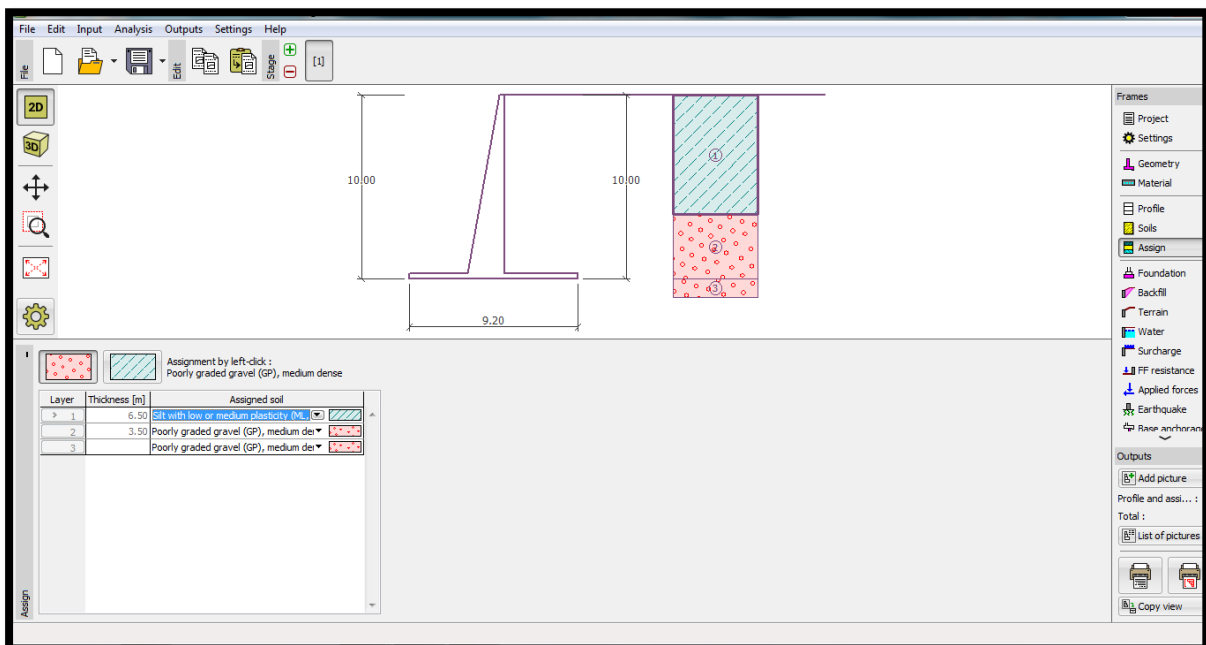 File Edit Input Analysis Outputs Settings Help
File
Edit
Stage
[1]
2D
3D
10.00
10.00
9.20
1
2
3
Frames
Project
Settings
Geometry
Material
Profile
Soils
Assign
Foundation
Backfill
Terrain
Water
Surcharge
FF resistance
Applied forces
Earthquake
Base anchorage
Outputs
Add picture
Profile and assi... :
Total :
List of pictures
Copy view
Assignment by left-click :
Poorly graded gravel (GP), medium dense
Layer Thickness [m] Assigned soil
> 1 6.50 Silt with low or medium plasticity (ML,
2 3.50 Poorly graded gravel (GP), medium der
3 Poorly graded gravel (GP), medium der
Assign